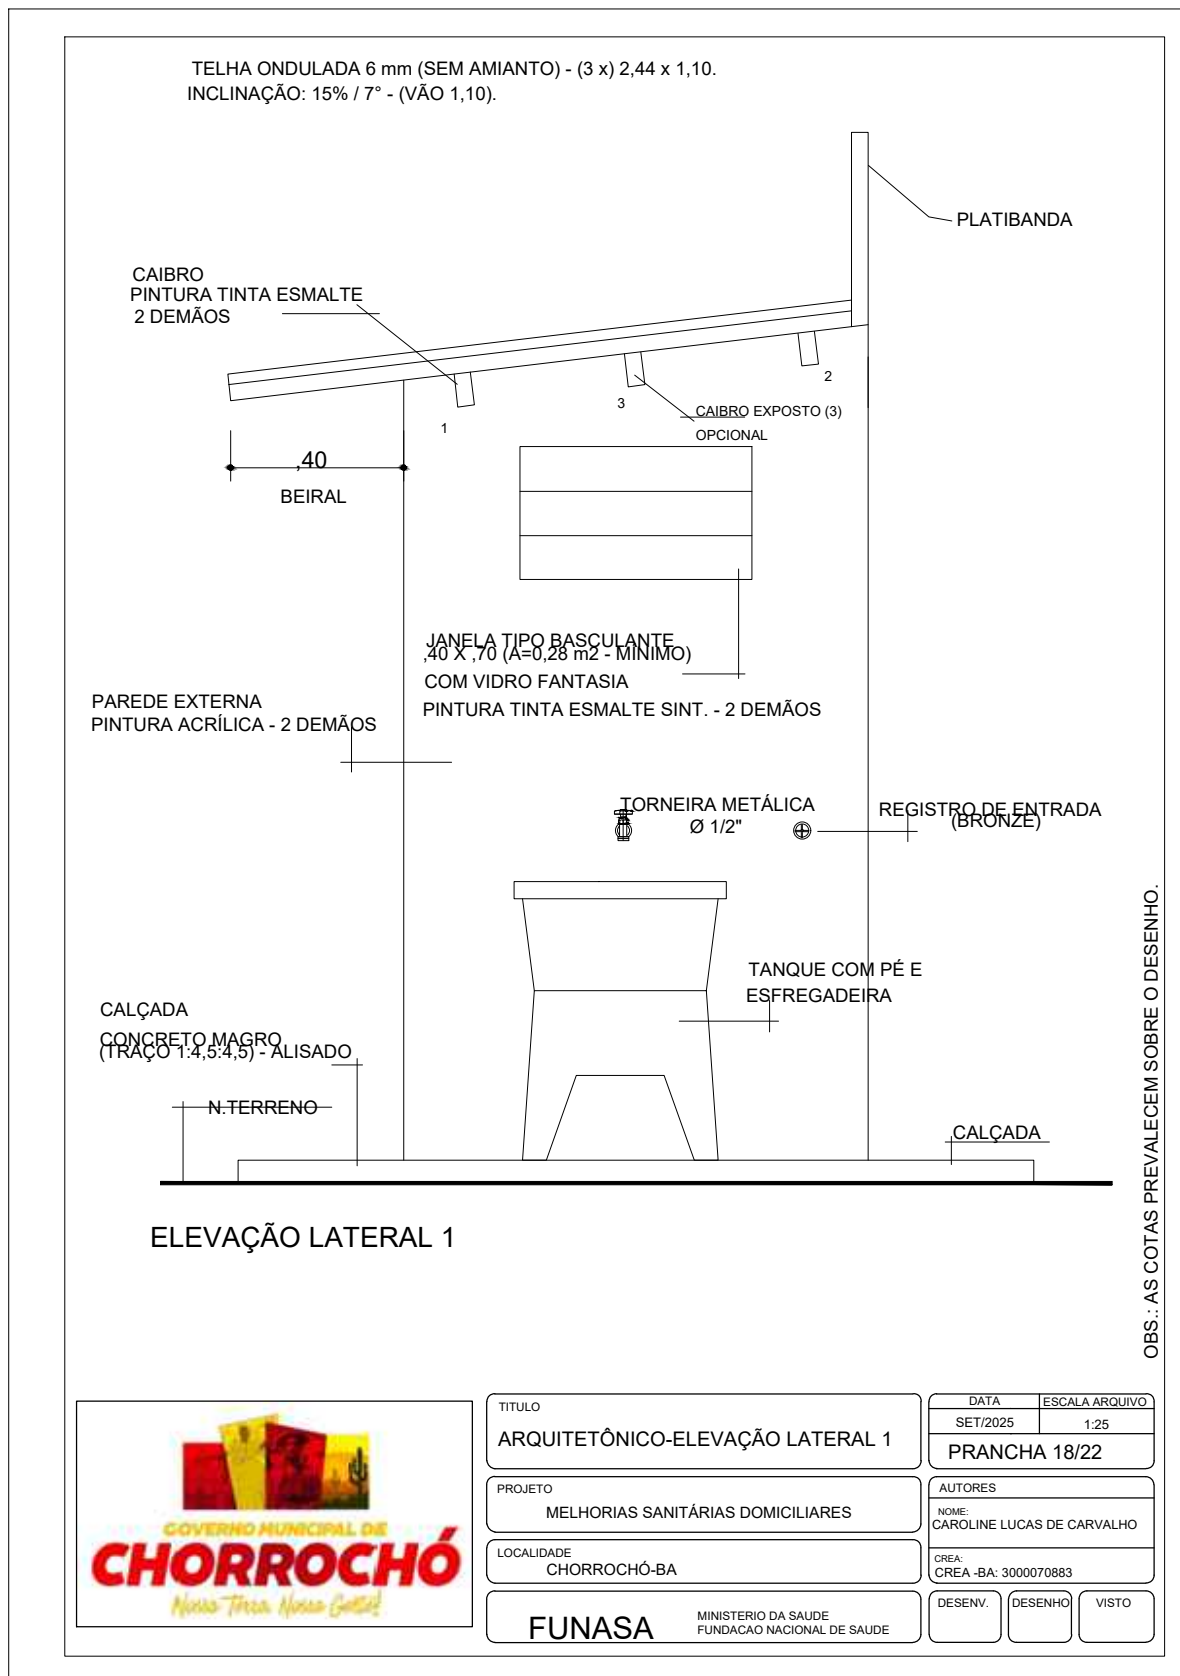 TELHA ONDULADA 6 mm (SEM AMIANTO) - (3 x) 2,44 x 1,10.
INCLINAÇÃO: 15% / 7° - (VÃO 1,10).
PLATIBANDA
CAIBRO
PINTURA TINTA ESMALTE
2 DEMÃOS
2
3
CAIBRO EXPOSTO (3)
OPCIONAL
1
,40
BEIRAL
JANELA TIPO BASCULANTE
,40 X ,70 (A=0,28 m2 - MÍNIMO)
COM VIDRO FANTASIA
PINTURA TINTA ESMALTE SINT. - 2 DEMÃOS
PAREDE EXTERNA
PINTURA ACRÍLICA - 2 DEMÃOS
TORNEIRA METÁLICA
Ø 1/2"
REGISTRO DE ENTRADA
(BRONZE)
TANQUE COM PÉ E
ESFREGADEIRA
CALÇADA
CONCRETO MAGRO
(TRAÇO 1:4,5:4,5) - ALISADO
N.TERRENO
CALÇADA
OBS.: AS COTAS PREVALECEM SOBRE O DESENHO.
ELEVAÇÃO LATERAL 1
GOVERNO MUNICIPAL DE
CHORROCHÓ
Nossa Terra, Nossa Gente!
TITULO
ARQUITETÔNICO-ELEVAÇÃO LATERAL 1
PROJETO
MELHORIAS SANITÁRIAS DOMICILIARES
LOCALIDADE
CHORROCHÓ-BA
FUNASA
MINISTERIO DA SAUDE
FUNDACAO NACIONAL DE SAUDE
DATA
ESCALA ARQUIVO
SET/2025
1:25
PRANCHA 18/22
AUTORES
NOME:
CAROLINE LUCAS DE CARVALHO
CREA:
CREA -BA: 3000070883
DESENV.
DESENHO
VISTO